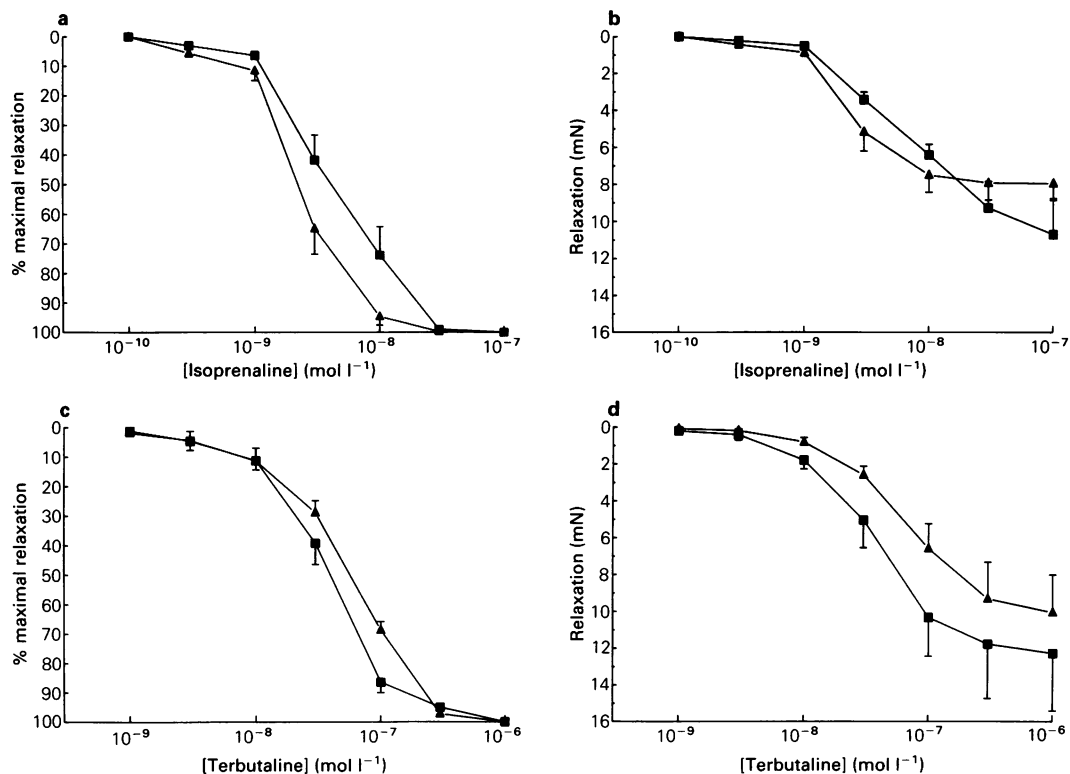 a
0
10
20
30
40
50
60
70
80
90
100
% maximal relaxation
10⁻¹⁰ 10⁻⁹ 10⁻⁸ 10⁻⁷
[Isoprenaline] (mol l⁻¹)
b
0
2
4
6
8
10
12
14
16
Relaxation (mN)
10⁻¹⁰ 10⁻⁹ 10⁻⁸ 10⁻⁷
[Isoprenaline] (mol l⁻¹)
c
0
10
20
30
40
50
60
70
80
90
100
% maximal relaxation
10⁻⁹ 10⁻⁸ 10⁻⁷ 10⁻⁶
[Terbutaline] (mol l⁻¹)
d
0
2
4
6
8
10
12
14
16
Relaxation (mN)
10⁻⁹ 10⁻⁸ 10⁻⁷ 10⁻⁶
[Terbutaline] (mol l⁻¹)